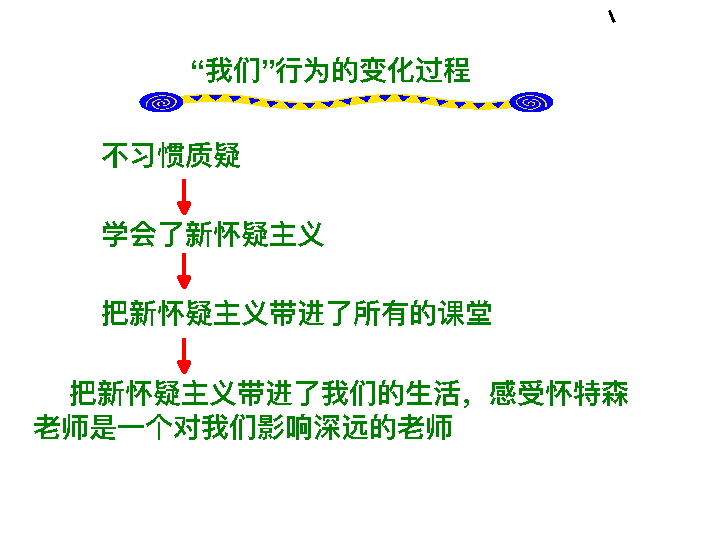 “我们”行为的变化过程
不习惯质疑
学会了新怀疑主义
把新怀疑主义带进了所有的课堂
把新怀疑主义带进了我们的生活，感受怀特森
老师是一个对我们影响深远的老师